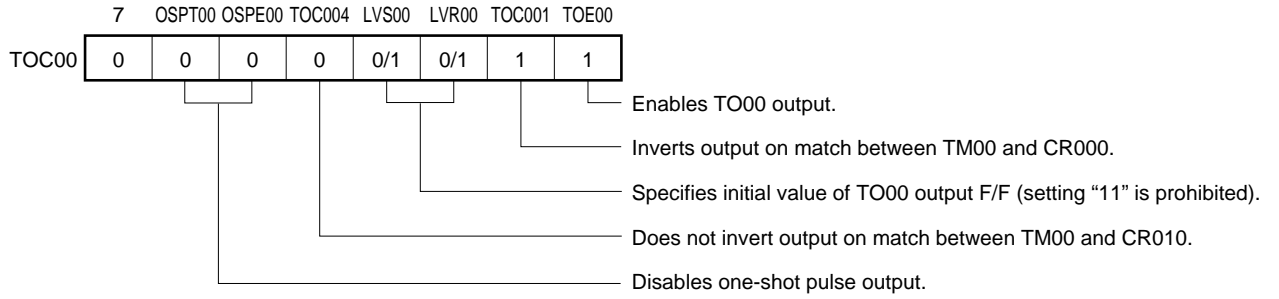 7 OSPT00 OSPE00 TOC004 LVS00 LVR00 TOC001 TOE00
TOC00 0 0 0 0 0/1 0/1 1 1
Enables TO00 output.
Inverts output on match between TM00 and CR000.
Specifies initial value of TO00 output F/F (setting “11” is prohibited).
Does not invert output on match between TM00 and CR010.
Disables one-shot pulse output.